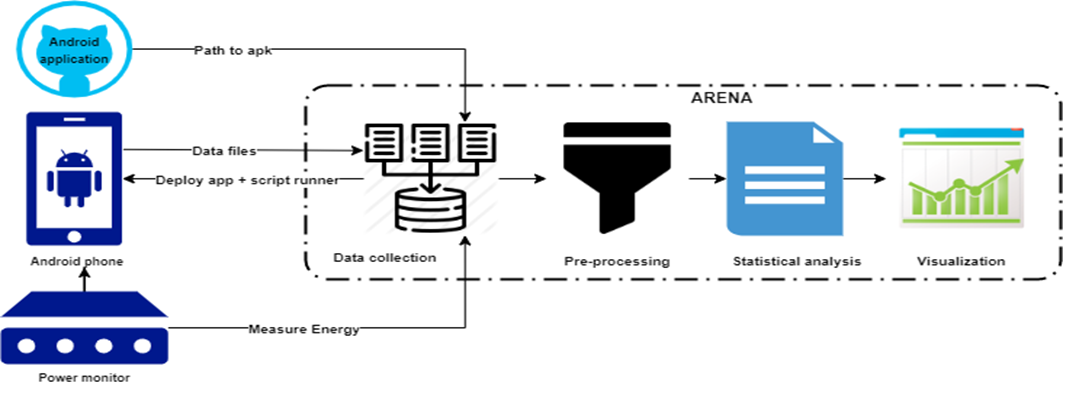 Android
application
Path to apk
ARENA
Data files
Deploy app + script runner
Android phone
Data collection
Pre-processing
Statistical analysis
Visualization
Measure Energy
Power monitor